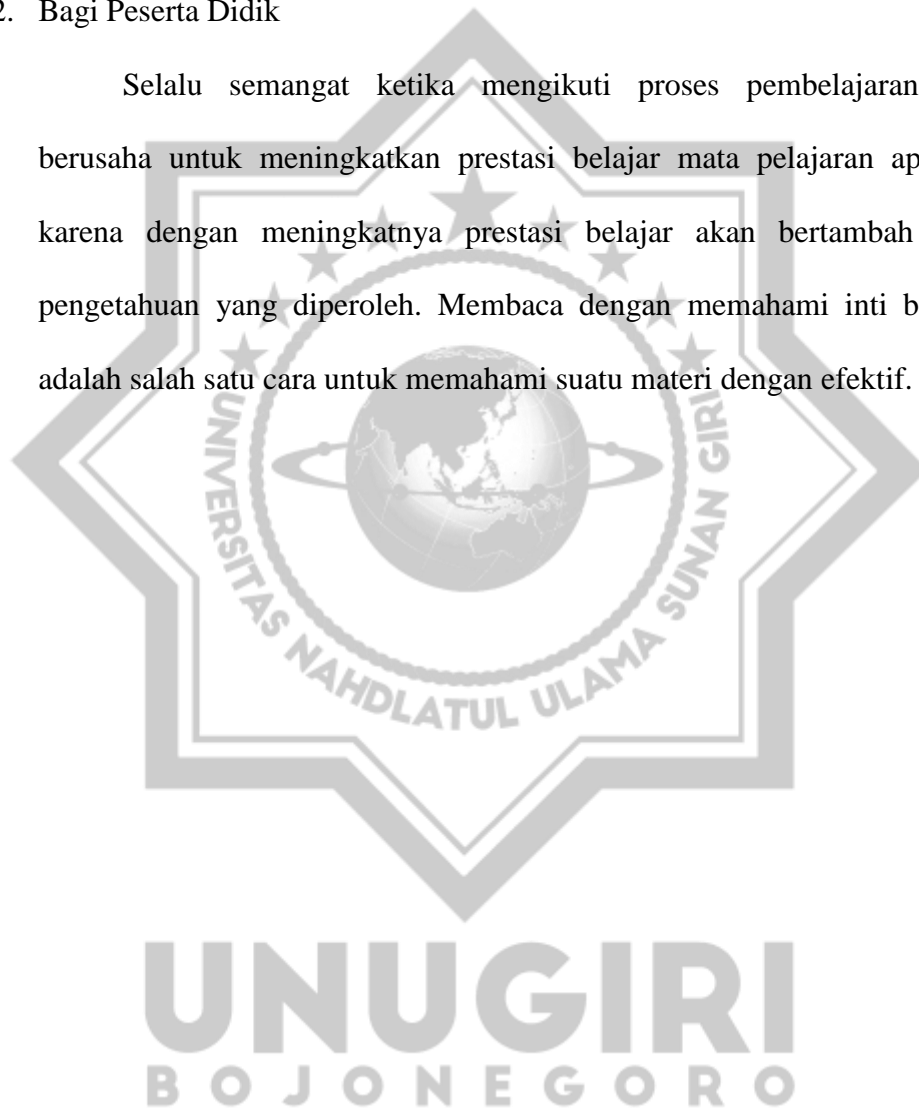 2. Bagi Peserta Didik
Selalu semangat ketika mengikuti proses pembelajaran
berusaha untuk meningkatkan prestasi belajar mata pelajaran
karena dengan meningkatnya prestasi belajar akan bertambah
pengetahuan yang diperoleh. Membaca dengan memahami inti
adalah salah satu cara untuk memahami suatu materi dengan efektif.
UNIVERSITAS NAHDLATUL ULAMA SUNAN GIRI
UNUGIRI
BOJONEGORO